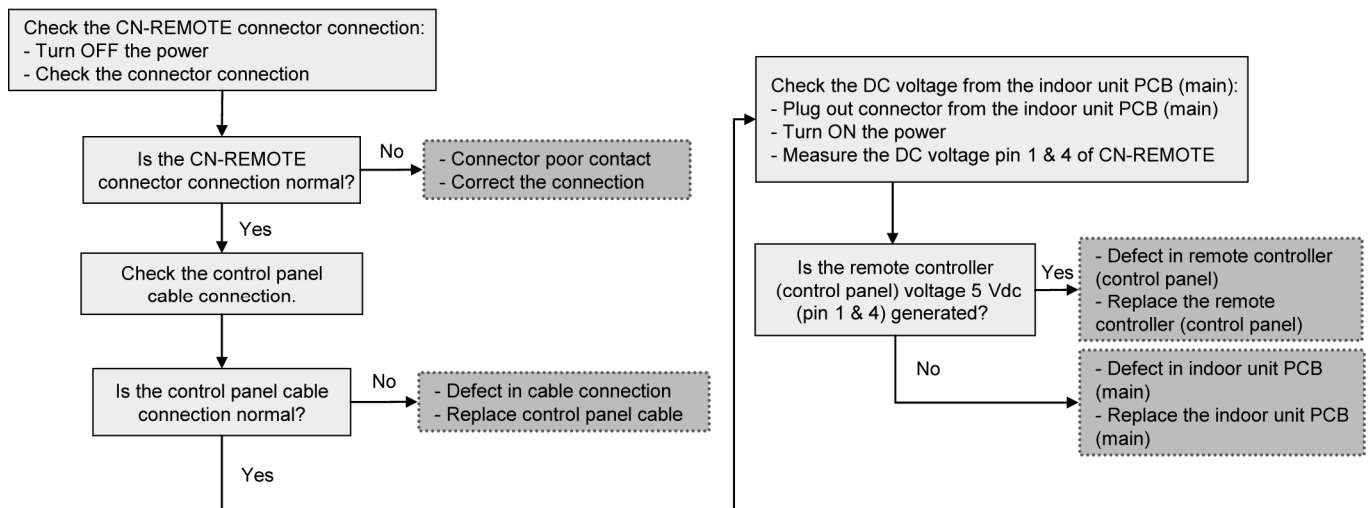 Check the CN-REMOTE connector connection:
- Turn OFF the power
- Check the connector connection
Is the CN-REMOTE
connector connection normal?
No
- Connector poor contact
- Correct the connection
Yes
Check the control panel
cable connection.
Is the control panel cable
connection normal?
No
- Defect in cable connection
- Replace control panel cable
Yes
Check the DC voltage from the indoor unit PCB (main):
- Plug out connector from the indoor unit PCB (main)
- Turn ON the power
- Measure the DC voltage pin 1 & 4 of CN-REMOTE
Is the remote controller
(control panel) voltage 5 Vdc
(pin 1 & 4) generated?
Yes
- Defect in remote controller
(control panel)
- Replace the remote
controller (control panel)
No
- Defect in indoor unit PCB
(main)
- Replace the indoor unit PCB
(main)